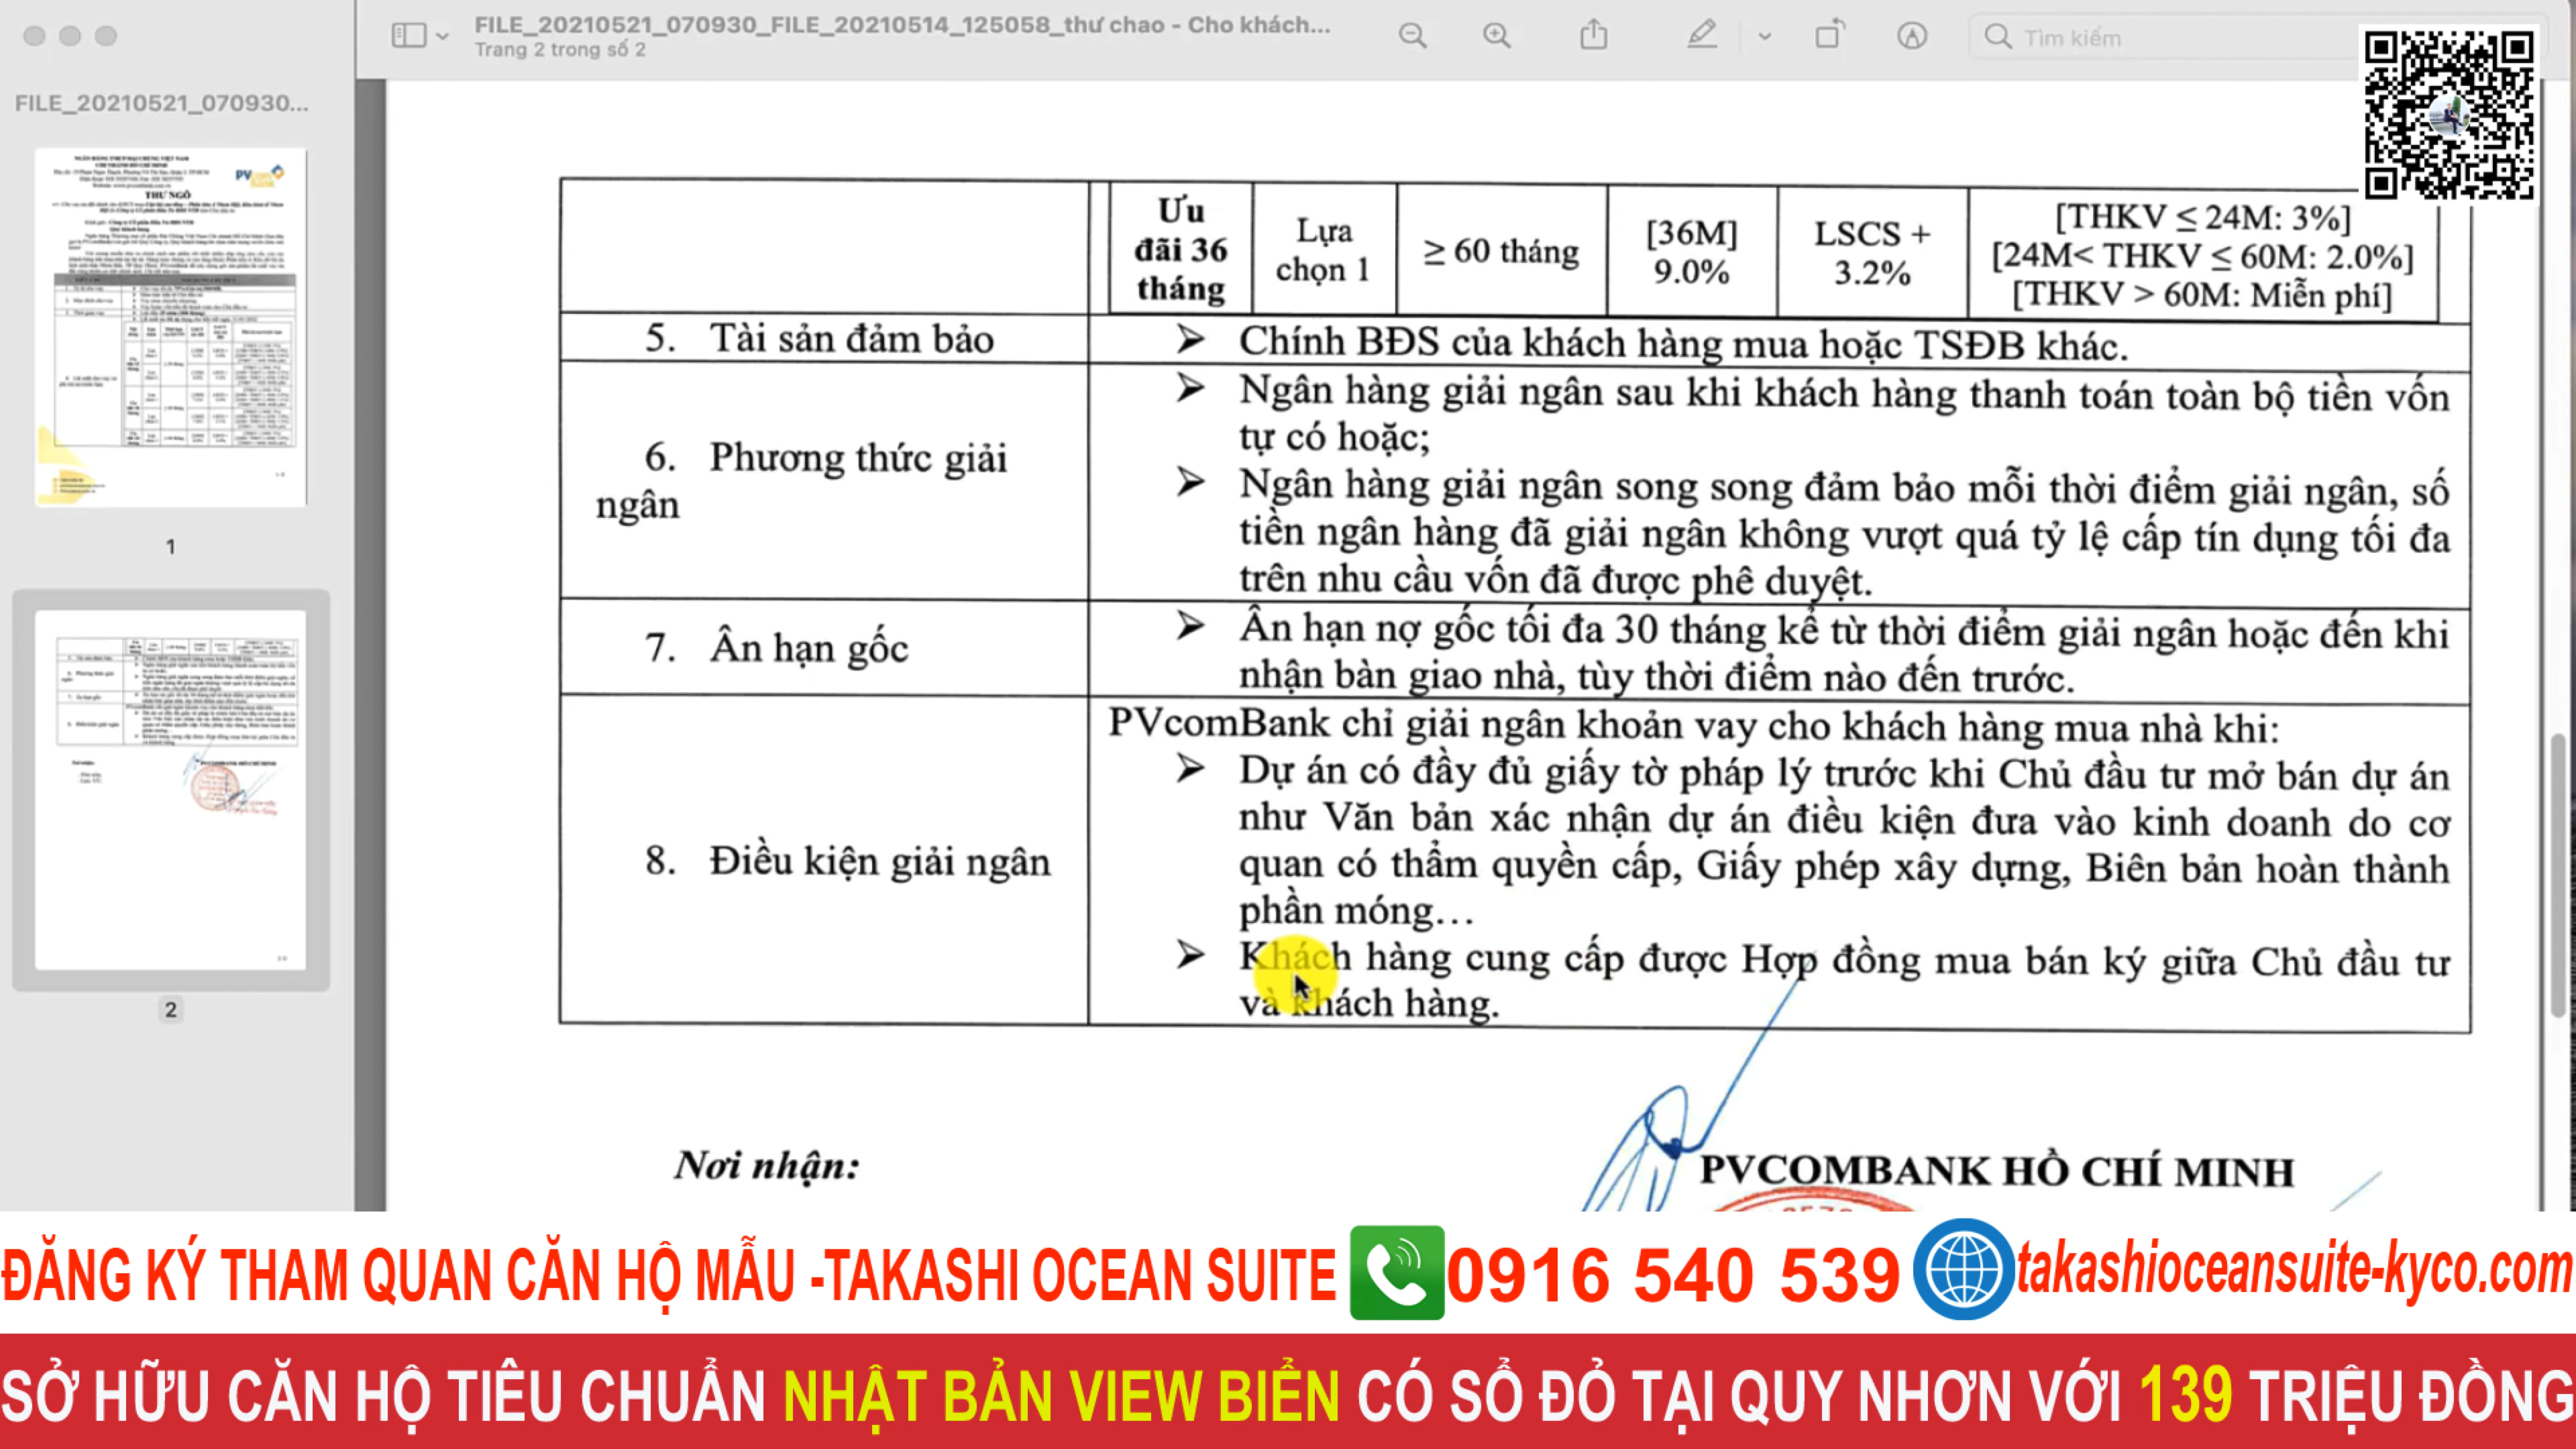 FILE_20210521_070930_FILE_20210514_125058_thư chao - Cho khách...
Trang 2 trong số 2
Tìm kiếm
FILE_20210521_070930...
PVcomBank
THƯ NGỎ
1
2
Ưu đãi 36 tháng
Lựa chọn 1
≥ 60 tháng
[36M] 9.0%
LSCS + 3.2%
[THKV ≤ 24M: 3%]
[24M< THKV ≤ 60M: 2.0%]
[THKV > 60M: Miễn phí]
5. Tài sản đảm bảo
➢ Chính BĐS của khách hàng mua hoặc TSĐB khác.
6. Phương thức giải
ngân
➢ Ngân hàng giải ngân sau khi khách hàng thanh toán toàn bộ tiền vốn
tự có hoặc;
➢ Ngân hàng giải ngân song song đảm bảo mỗi thời điểm giải ngân, số
tiền ngân hàng đã giải ngân không vượt quá tỷ lệ cấp tín dụng tối đa
trên nhu cầu vốn đã được phê duyệt.
7. Ân hạn gốc
➢ Ân hạn nợ gốc tối đa 30 tháng kể từ thời điểm giải ngân hoặc đến khi
nhận bàn giao nhà, tùy thời điểm nào đến trước.
8. Điều kiện giải ngân
PVcomBank chỉ giải ngân khoản vay cho khách hàng mua nhà khi:
➢ Dự án có đầy đủ giấy tờ pháp lý trước khi Chủ đầu tư mở bán dự án
như Văn bản xác nhận dự án điều kiện đưa vào kinh doanh do cơ
quan có thẩm quyền cấp, Giấy phép xây dựng, Biên bản hoàn thành
phần móng...
➢ Khách hàng cung cấp được Hợp đồng mua bán ký giữa Chủ đầu tư
và khách hàng.
Nơi nhận:
PVCOMBANK HỒ CHÍ MINH
ĐĂNG KÝ THAM QUAN CĂN HỘ MẪU -TAKASHI OCEAN SUITE 0916 540 539 takashioceansuite-kyco.com
SỞ HỮU CĂN HỘ TIÊU CHUẨN NHẬT BẢN VIEW BIỂN CÓ SỔ ĐỎ TẠI QUY NHƠN VỚI 139 TRIỆU ĐỒNG